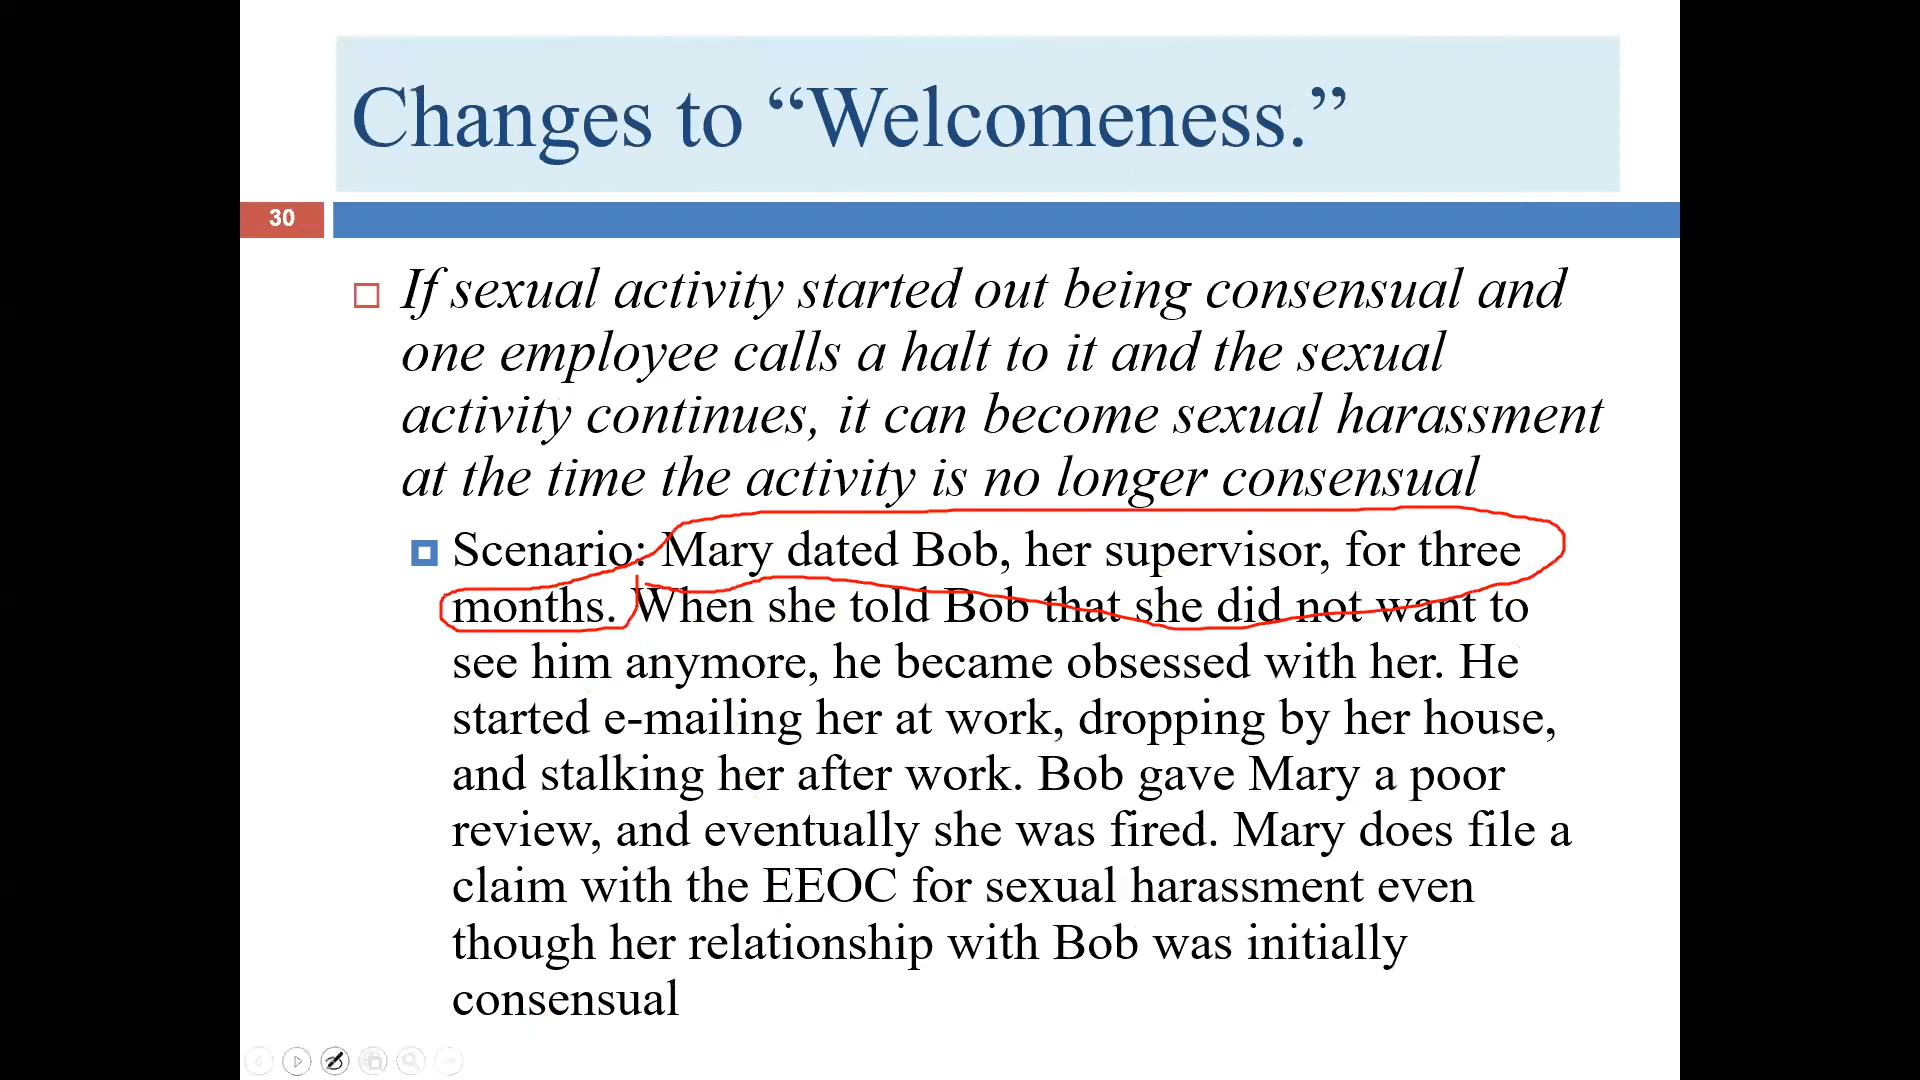 Changes to “Welcomeness.”
30
If sexual activity started out being consensual and
one employee calls a halt to it and the sexual
activity continues, it can become sexual harassment
at the time the activity is no longer consensual
Scenario: Mary dated Bob, her supervisor, for three
months. When she told Bob that she did not want to
see him anymore, he became obsessed with her. He
started e-mailing her at work, dropping by her house,
and stalking her after work. Bob gave Mary a poor
review, and eventually she was fired. Mary does file a
claim with the EEOC for sexual harassment even
though her relationship with Bob was initially
consensual